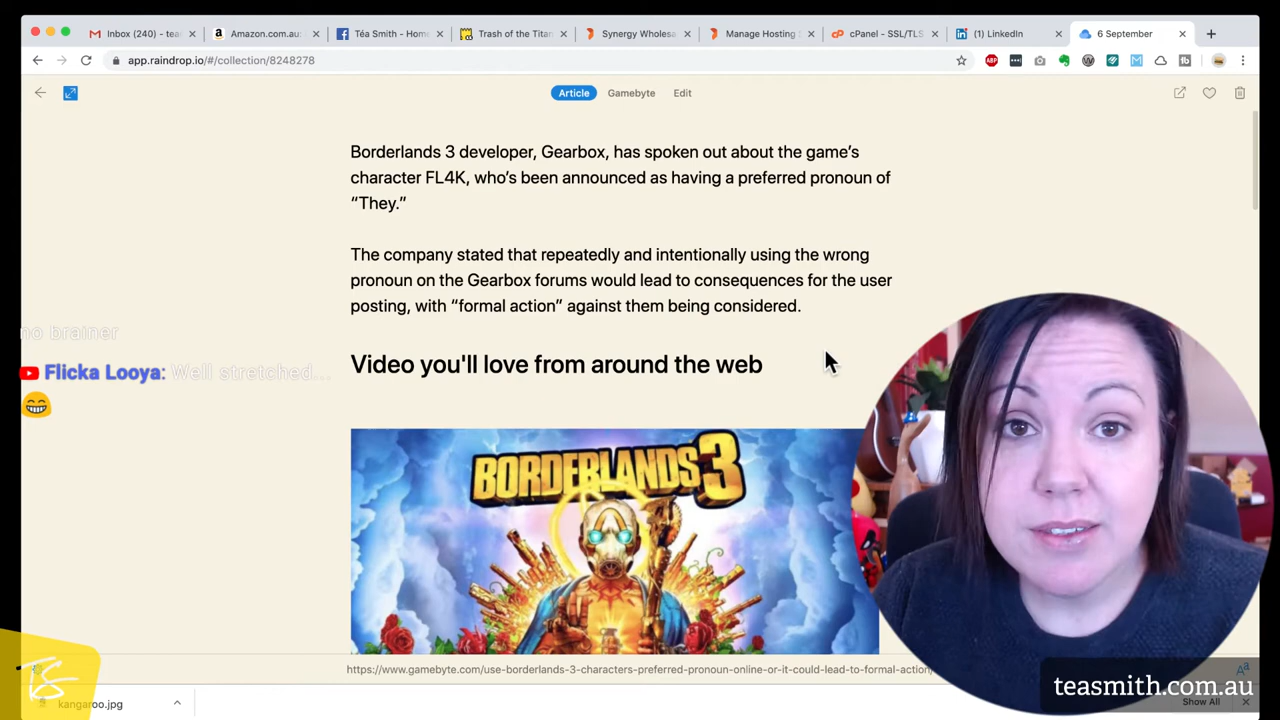 Inbox (240) - tea
Amazon.com.au:
Téa Smith - Hom
Trash of the Titan
Synergy Wholesa
Manage Hosting
cPanel - SSL/TLS
(1) LinkedIn
6 September
app.raindrop.io/#/collection/8248278
ABP
Article
Gamebyte
Edit
Borderlands 3 developer, Gearbox, has spoken out about the game's
character FL4K, who's been announced as having a preferred pronoun of
“They.”
The company stated that repeatedly and intentionally using the wrong
pronoun on the Gearbox forums would lead to consequences for the user
posting, with “formal action” against them being considered.
no brainer
Flicka Looya: Well stretched...
Video you'll love from around the web
BORDERLANDS 3
https://www.gamebyte.com/use-borderlands-3-characters-preferred-pronoun-online-or-it-could-lead-to-formal-action/
Aa
teasmith.com.au
TS
kangaroo.jpg
Show All